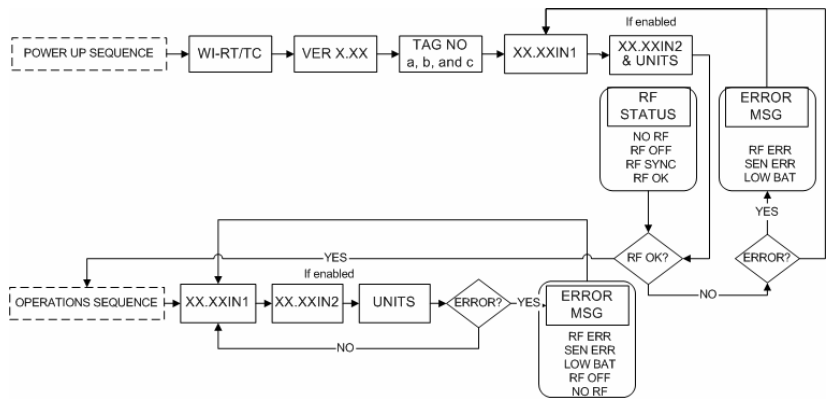 If enabled
POWER UP SEQUENCE
WI-RT/TC
VER X.XX
TAG NO
a, b, and c
XX.XXIN1
XX.XXIN2
& UNITS
RF
STATUS
NO RF
RF OFF
RF SYNC
RF OK
ERROR
MSG
RF ERR
SEN ERR
LOW BAT
YES
YES
RF OK?
ERROR?
NO
If enabled
OPERATIONS SEQUENCE
XX.XXIN1
XX.XXIN2
UNITS
ERROR?
YES
NO
ERROR
MSG
RF ERR
SEN ERR
LOW BAT
RF OFF
NO RF